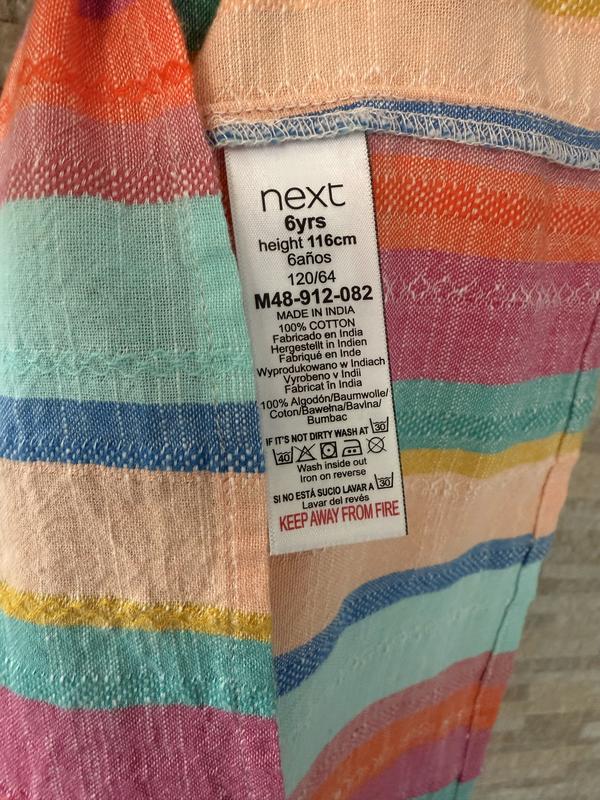 next
6yrs
height 116cm
6años
120/64
M48-912-082
MADE IN INDIA
100% COTTON
Fabricado en India
Hergestellt in Indien
Fabriqué en Inde
Wyprodukowano w Indiach
Vyrobeno v Indii
Fabricat în India
100% Algodón/Baumwolle/
Coton/Bawełna/Bavlna/
Bumbac
IF IT'S NOT DIRTY WASH AT 30
40
Wash inside out
Iron on reverse
SI NO ESTÁ SUCIO LAVAR A 30
Lavar del revés
KEEP AWAY FROM FIRE